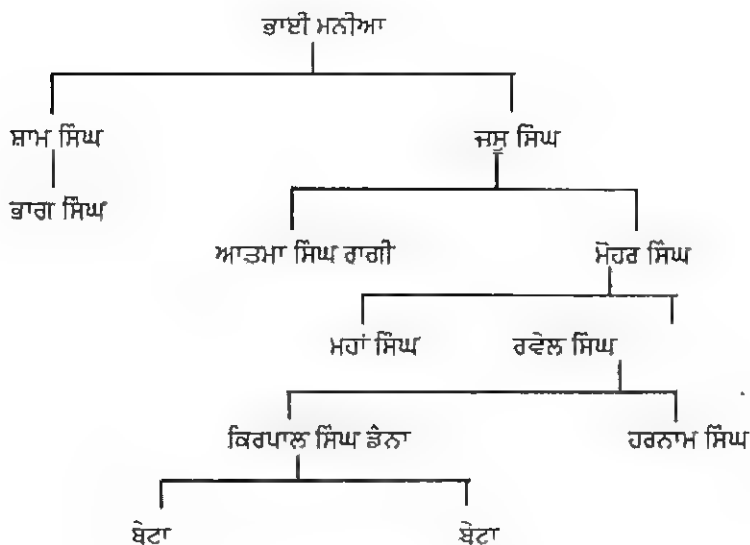 ਭਾਈ ਮਨੀਆ
ਸ਼ਾਮ ਸਿੰਘ ਜਸੂ ਸਿੰਘ
ਭਾਗ ਸਿੰਘ
ਆਤਮਾ ਸਿੰਘ ਰਾਗੀ ਮੋਹਰ ਸਿੰਘ
ਮਹਾਂ ਸਿੰਘ ਰਵੇਲ ਸਿੰਘ
ਕਿਰਪਾਲ ਸਿੰਘ ਡੇਨਾ ਹਰਨਾਮ ਸਿੰਘ
ਬੇਟਾ ਬੇਟਾ